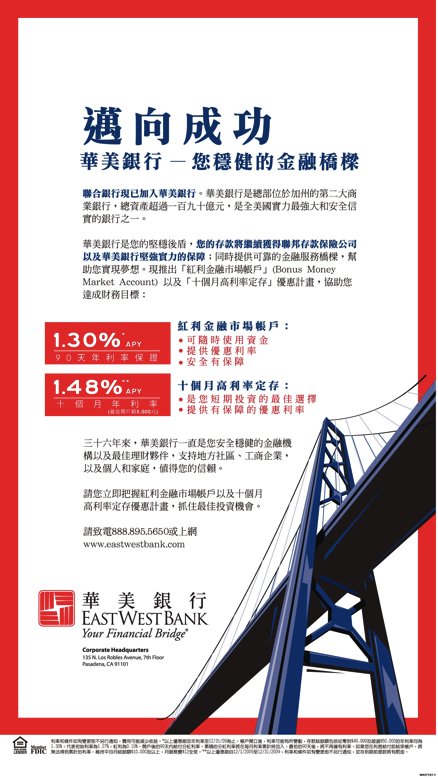 邁向成功
華美銀行 — 您穩健的金融橋樑
聯合銀行現已加入華美銀行。華美銀行是總部位於加州的第二大商
業銀行，總資產超過一百九十億元，是全美國實力最強大和安全信
實的銀行之一。
華美銀行是您的堅穩後盾，您的存款將繼續獲得聯邦存款保險公司
以及華美銀行堅強實力的保障；同時提供可靠的金融服務橋樑，幫
助您實現夢想。現推出「紅利金融市場帳戶」(Bonus Money
Market Account) 以及「十個月高利率定存」優惠計畫，協助您
達成財務目標：
1.30%* APY
90天年利率保證
紅利金融市場帳戶：
• 可隨時使用資金
• 提供優惠利率
• 安全有保障
1.48%** APY
十個月年利率
(最低開戶額$5,000元)
十個月高利率定存：
• 是您短期投資的最佳選擇
• 提供有保障的優惠利率
三十六年來，華美銀行一直是您安全穩健的金融機
構以及最佳理財夥伴，支持地方社區、工商企業，
以及個人和家庭，值得您的信賴。
請您立即把握紅利金融市場帳戶以及十個月
高利率定存優惠計畫，抓住最佳投資機會。
請致電888.895.5650或上網
www.eastwestbank.com
華美銀行
EASTWESTBANK
Your Financial Bridge®
Corporate Headquarters
135 N. Los Robles Avenue, 7th Floor
Pasadena, CA 91101
Member
FDIC